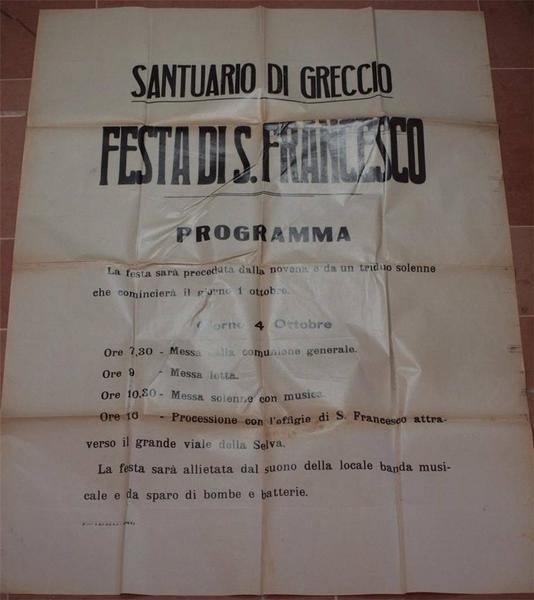 SANTUARIO DI GRECCIO
FESTA DI S. FRANCESCO
PROGRAMMA
La festa sarà preceduta dalla novena e da un triduo solenne
che comincierà il giorno 1 ottobre.
Giorno 4 Ottobre
Ore 7,30 - Messa della comunione generale.
Ore 9 - Messa letta.
Ore 10,30 - Messa solenne con musica.
Ore 16 - Processione con l'effigie di S. Francesco attra-
verso il grande viale della Selva.
La festa sarà allietata dal suono della locale banda musi-
cale e da sparo di bombe e batterie.